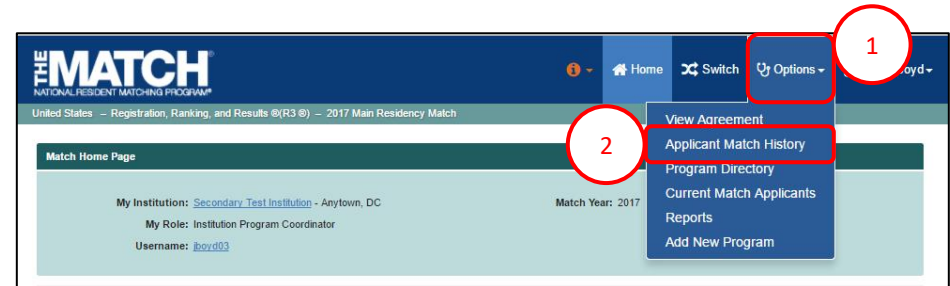 THE MATCH®
NATIONAL RESIDENT MATCHING PROGRAM®
Home
Switch
Options
1
United States – Registration, Ranking, and Results ®(R3 ®) – 2017 Main Residency Match
View Agreement
2
Applicant Match History
Match Home Page
Program Directory
Current Match Applicants
My Institution: Secondary Test Institution - Anytown, DC
Match Year: 2017
My Role: Institution Program Coordinator
Reports
Username: jboyd03
Add New Program